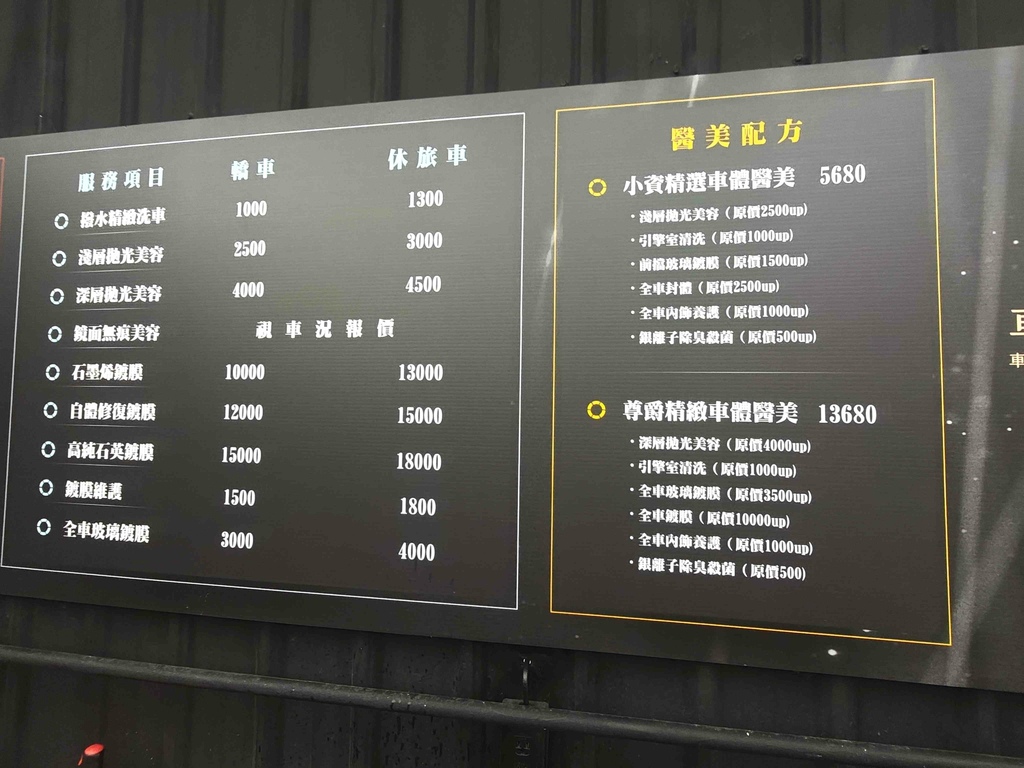 服務項目 轎車 休旅車
撥水精緻洗車 1000 1300
淺層拋光美容 2500 3000
深層拋光美容 4000 4500
鏡面無痕美容 視車況報價
石墨烯鍍膜 10000 13000
自體修復鍍膜 12000 15000
高純石英鍍膜 15000 18000
鍍膜維護 1500 1800
全車玻璃鍍膜 3000 4000
醫美配方
小資精選車體醫美 5680
・淺層拋光美容（原價2500up)
・引擎室清洗（原價1000up)
・前擋玻璃鍍膜（原價1500up)
・全車封體（原價2500up)
・全車內飾養護（原價1000up)
・銀離子除臭殺菌（原價500up)
尊爵精緻車體醫美 13680
・深層拋光美容（原價4000up)
・引擎室清洗（原價1000up)
・全車玻璃鍍膜（原價3500up)
・全車鍍膜（原價10000up)
・全車內飾養護（原價1000up)
・銀離子除臭殺菌（原價500)
車